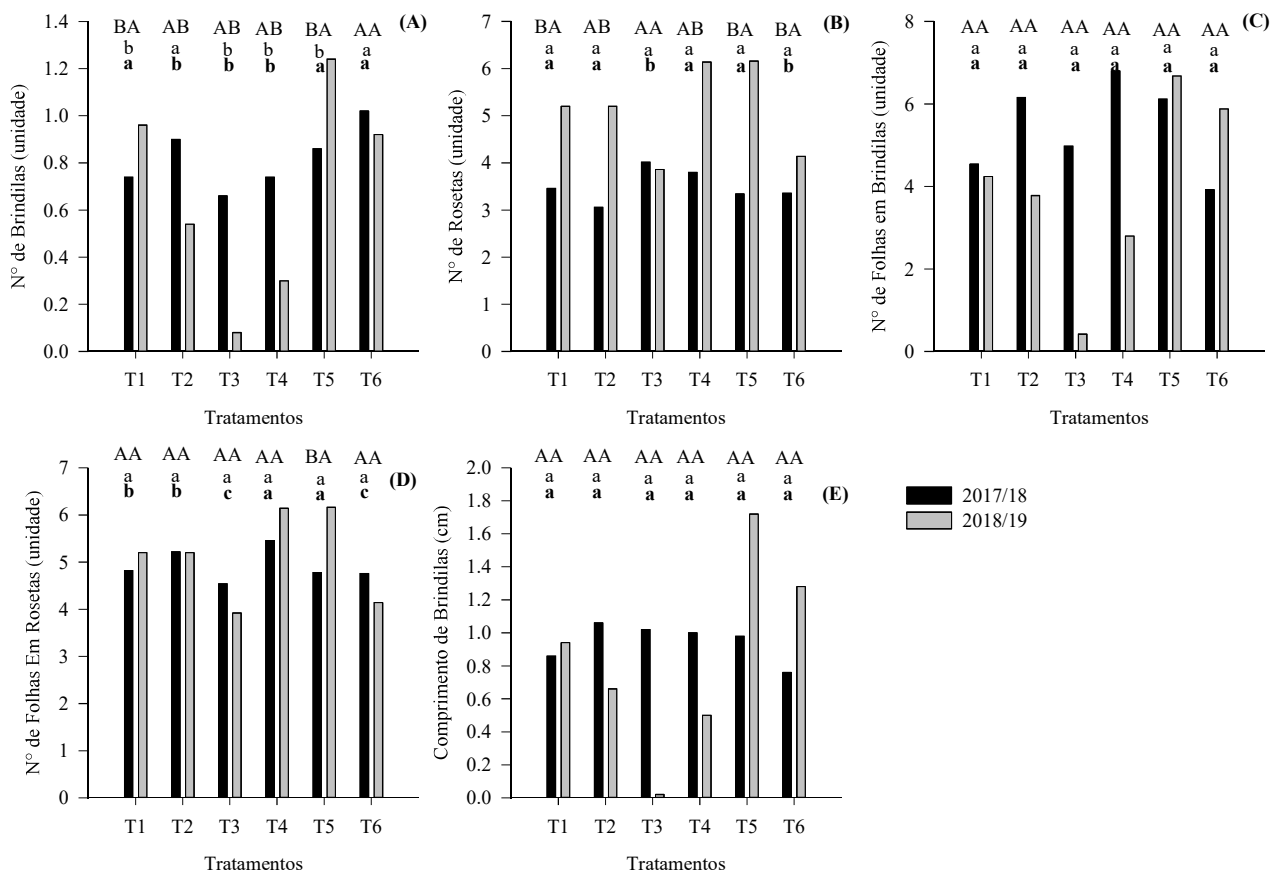 BA AB AB AB BA AA (A)
b a b b b a
a b b b a a
1.4
1.2
1.0
0.8
0.6
0.4
0.2
0.0
N° de Brindilas (unidade)
T1 T2 T3 T4 T5 T6
Tratamentos
BA AB AA AB BA BA (B)
a a a a a a
a a b a a b
7
6
5
4
3
2
1
0
N° de Rosetas (unidade)
T1 T2 T3 T4 T5 T6
Tratamentos
AA AA AA AA AA AA (C)
a a a a a a
a a a a a a
8
6
4
2
0
N° de Folhas em Brindilas (unidade)
T1 T2 T3 T4 T5 T6
Tratamentos
AA AA AA AA BA AA
a a a a a a (D)
b b c a a c
7
6
5
4
3
2
1
0
N° de Folhas Em Rosetas (unidade)
T1 T2 T3 T4 T5 T6
Tratamentos
AA AA AA AA AA AA
a a a a a a
a a a a a a (E)
2.0
1.8
1.6
1.4
1.2
1.0
0.8
0.6
0.4
0.2
0.0
Comprimento de Brindilas (cm)
T1 T2 T3 T4 T5 T6
Tratamentos
2017/18
2018/19